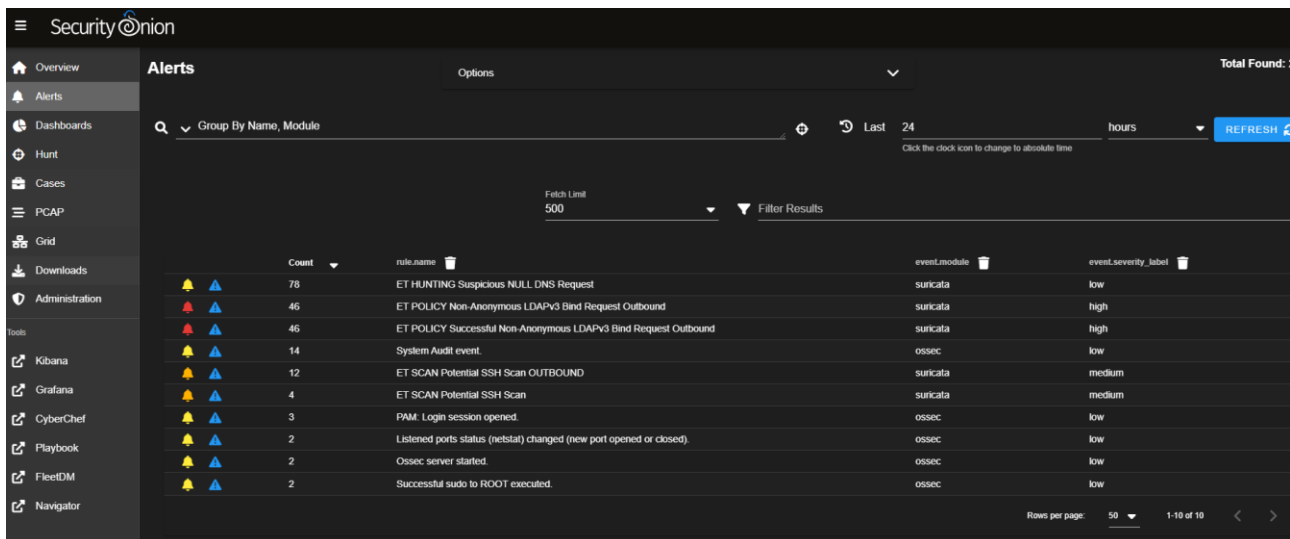 Security Onion
Overview
Alerts
Dashboards
Hunt
Cases
PCAP
Grid
Downloads
Administration
Tools
Kibana
Grafana
CyberChef
Playbook
FleetDM
Navigator
Alerts
Options
Total Found:
Group By Name, Module
Last 24 hours
REFRESH
Click the clock icon to change to absolute time
Fetch Limit
500
Filter Results
Count rule.name event.module event.severity_label
78 ET HUNTING Suspicious NULL DNS Request suricata low
46 ET POLICY Non-Anonymous LDAPv3 Bind Request Outbound suricata high
46 ET POLICY Successful Non-Anonymous LDAPv3 Bind Request Outbound suricata high
14 System Audit event. ossec low
12 ET SCAN Potential SSH Scan OUTBOUND suricata medium
4 ET SCAN Potential SSH Scan suricata medium
3 PAM: Login session opened. ossec low
2 Listened ports status (netstat) changed (new port opened or closed). ossec low
2 Ossec server started. ossec low
2 Successful sudo to ROOT executed. ossec low
Rows per page: 50 1-10 of 10